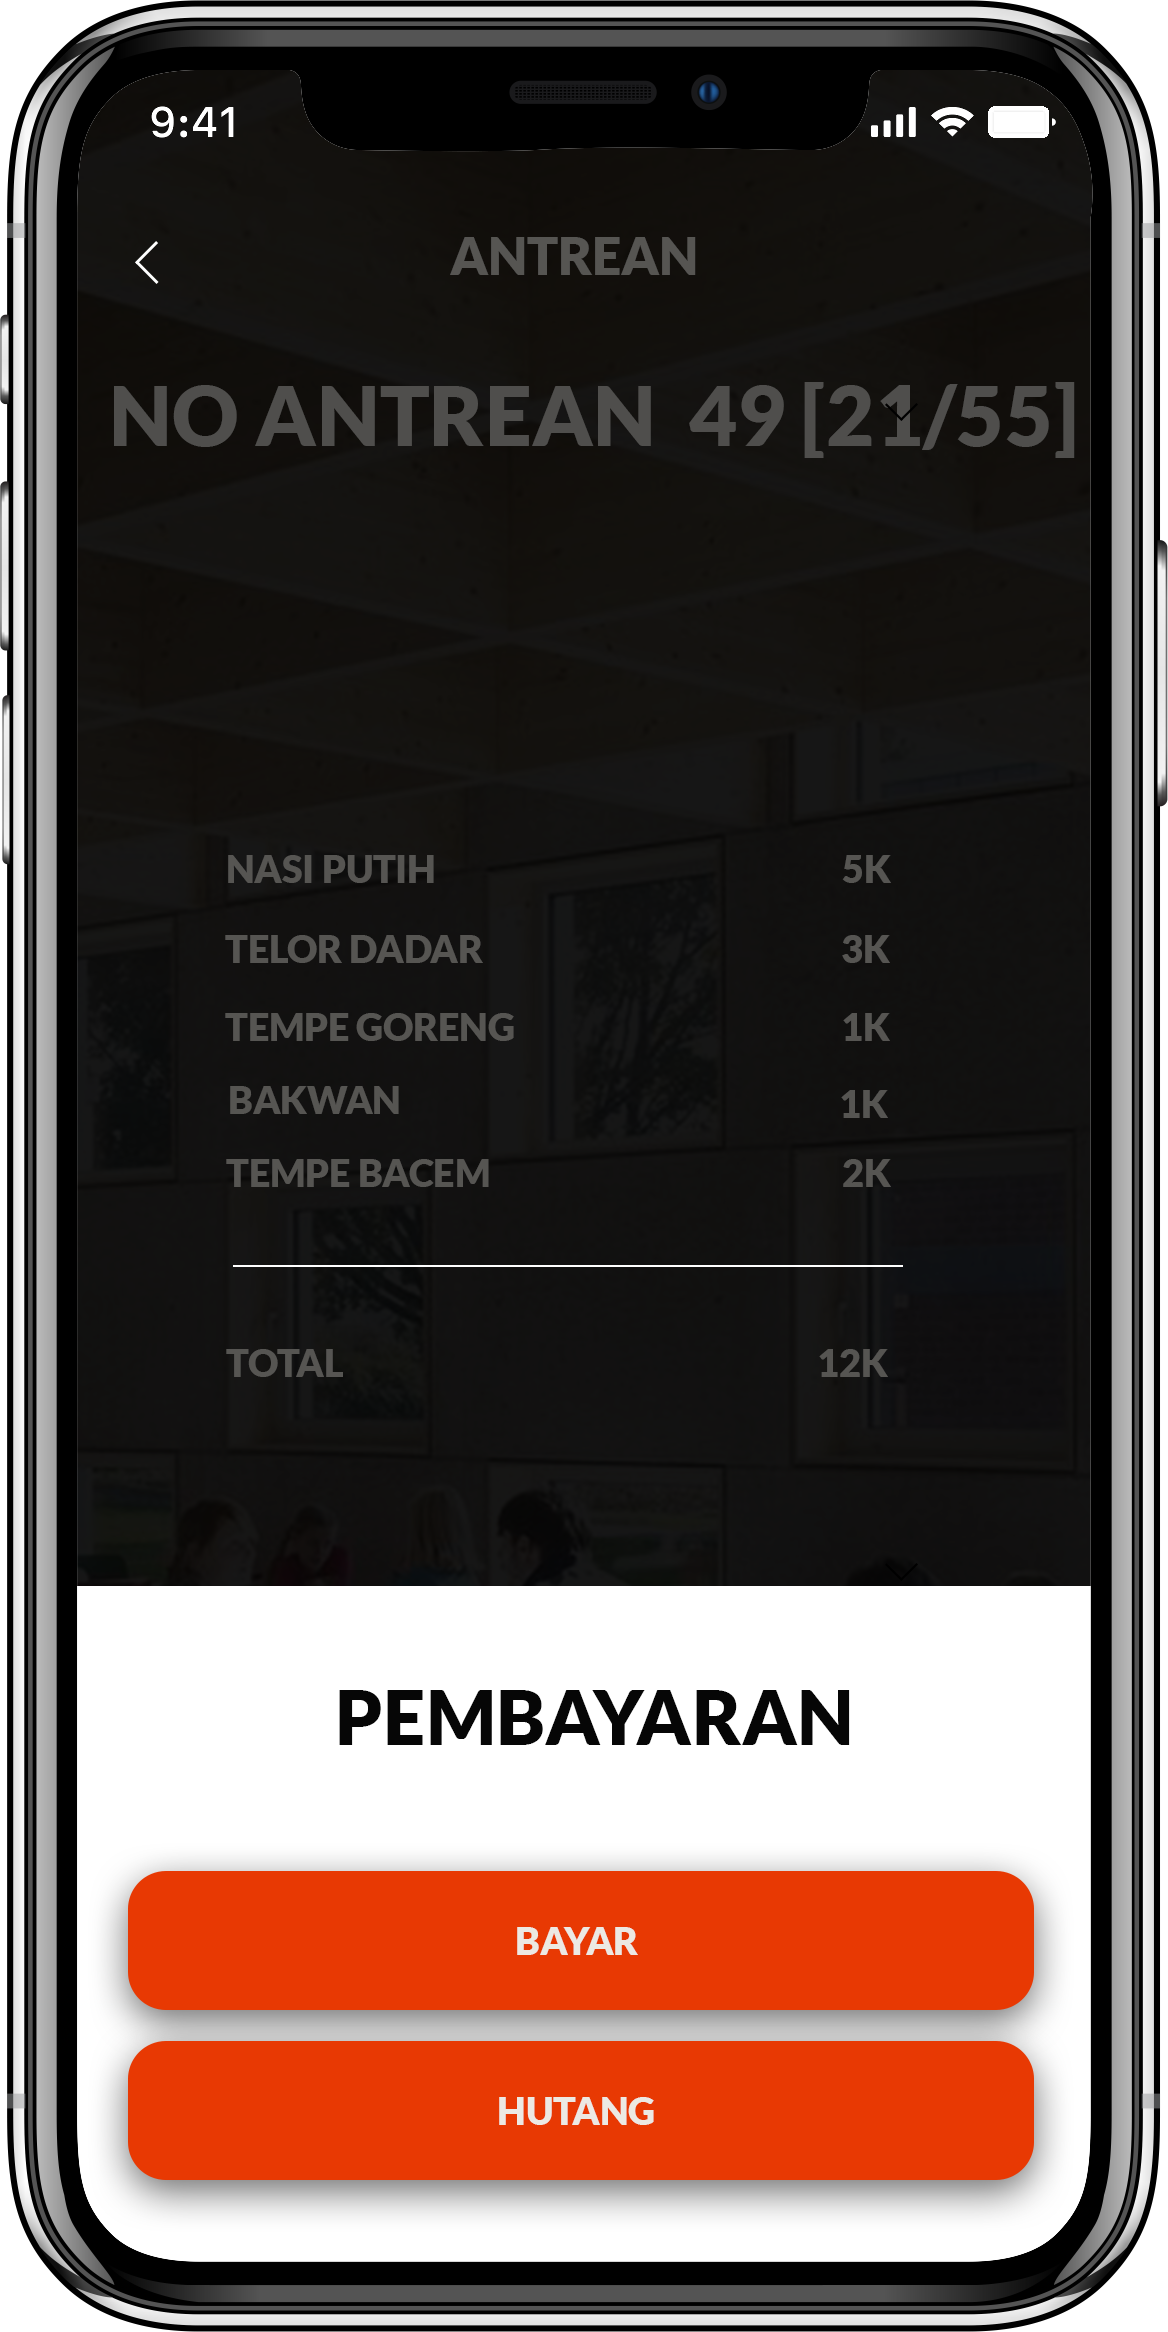 9:41
ANTREAN
NO ANTREAN 49 [21/55]
NASI PUTIH 5K
TELOR DADAR 3K
TEMPE GORENG 1K
BAKWAN 1K
TEMPE BACEM 2K
TOTAL 12K
PEMBAYARAN
BAYAR
HUTANG